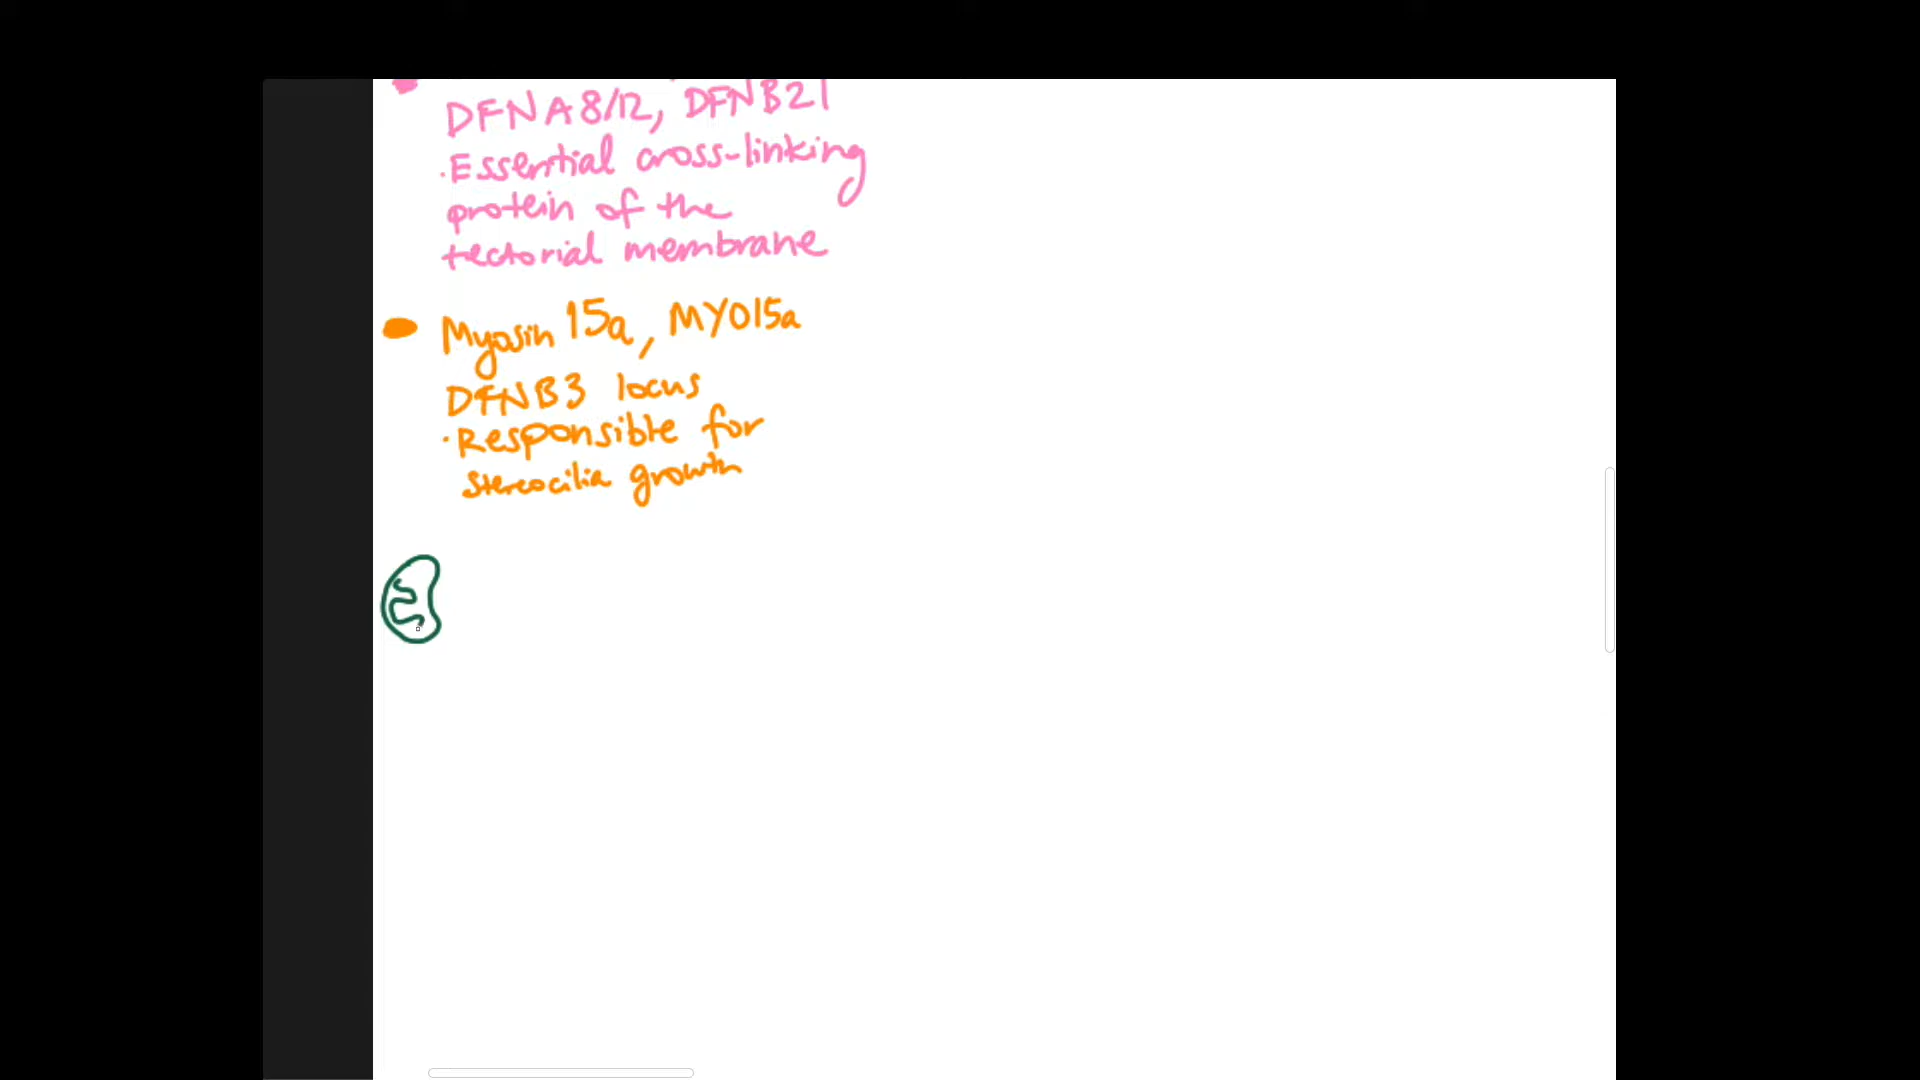 DFNA8/12, DFNB21
· Essential cross-linking
protein of the
tectorial membrane
Myosin 15a, MYO15a
DFNB3 locus
· Responsible for
stereocilia growth